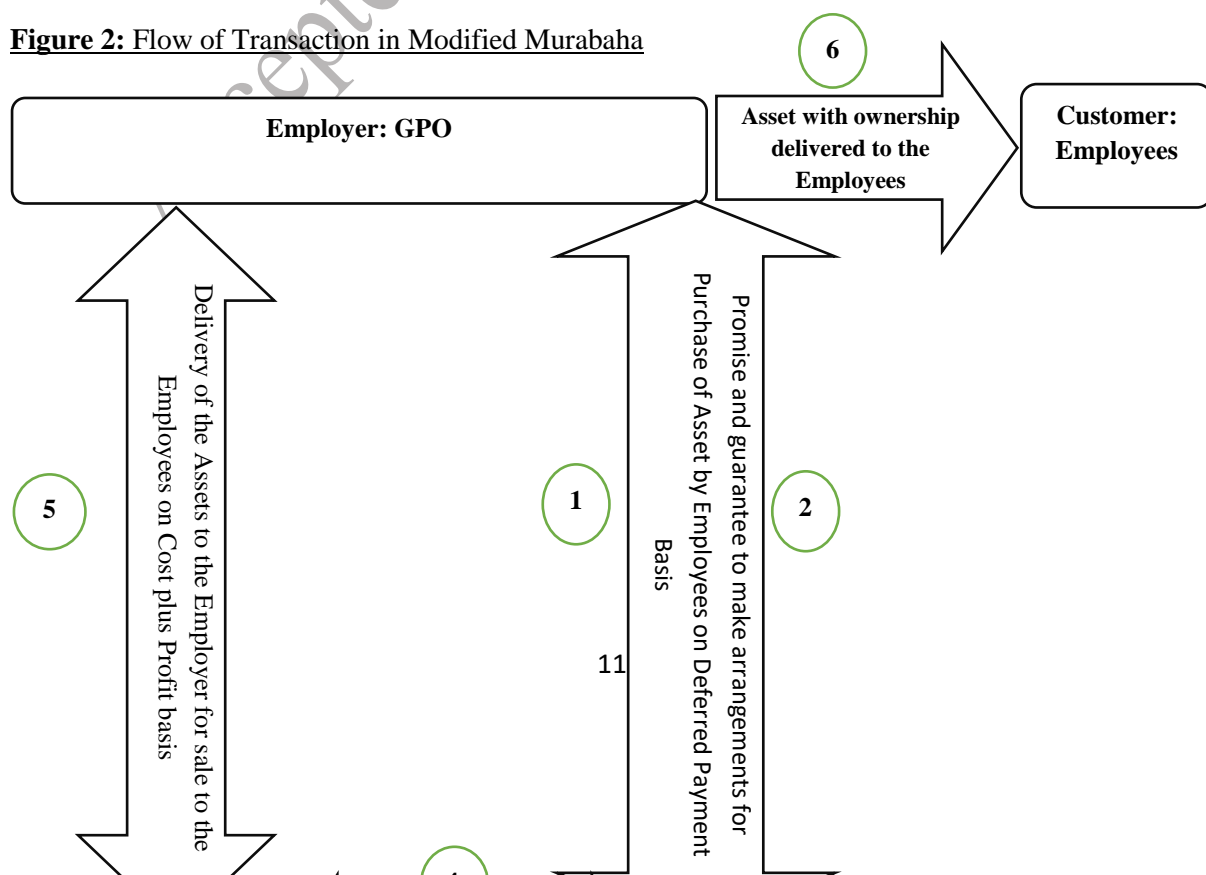 Figure 2: Flow of Transaction in Modified Murabaha
6
Employer: GPO
Asset with ownership
delivered to the
Employees
Customer:
Employees
Delivery of the Assets to the Employer for sale to the
Employees on Cost plus Profit basis
5
1
Promise and guarantee to make arrangements for
Purchase of Asset by Employees on Deferred Payment
Basis
2
11